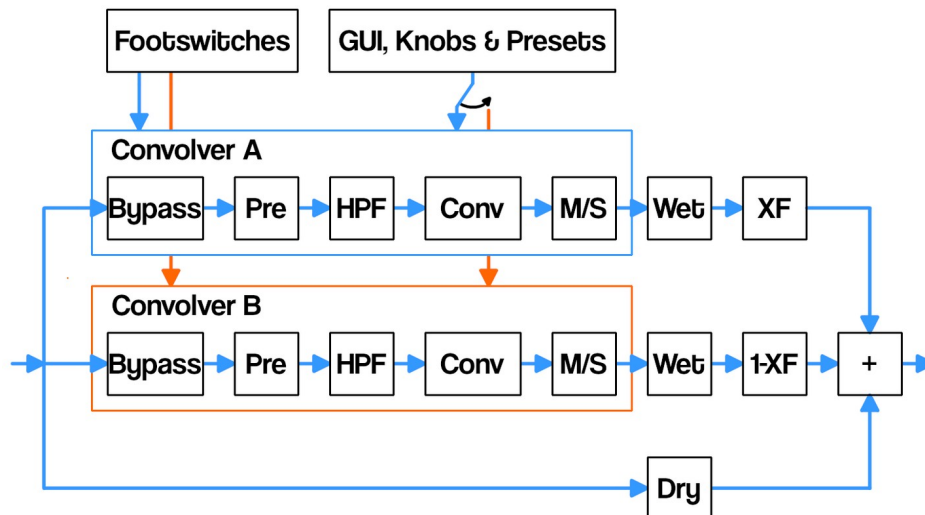 Footswitches
GUI, Knobs & Presets
Convolver A
Bypass
Pre
HPF
Conv
M/S
Wet
XF
Convolver B
Bypass
Pre
HPF
Conv
M/S
Wet
1-XF
+
Dry